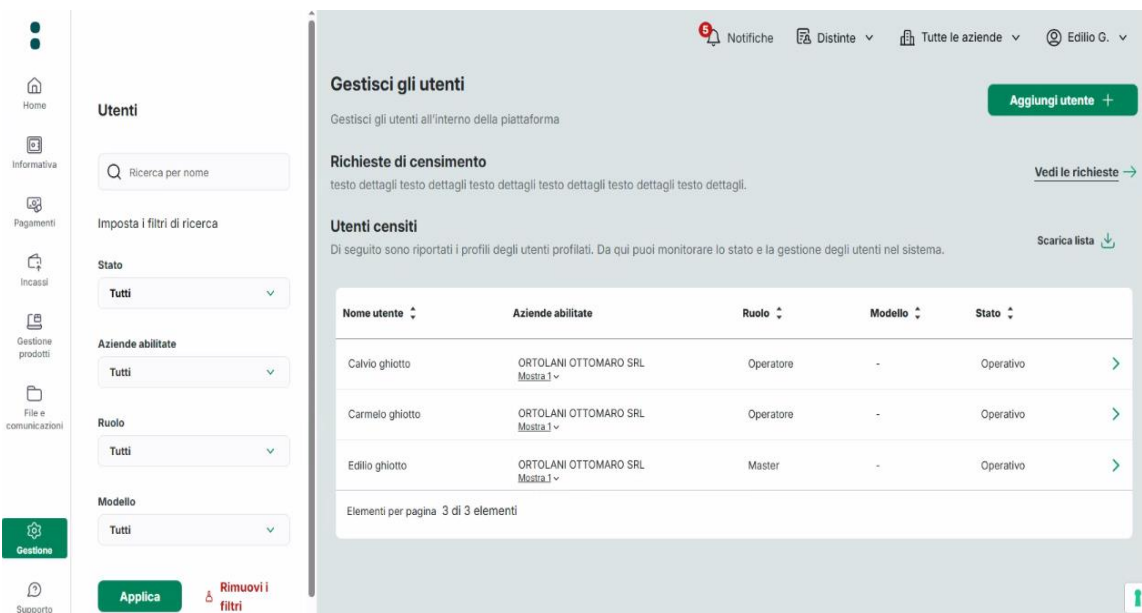 5
Notifiche
Distinte
Tutte le aziende
Edilio G.
Home
Informativa
Pagamenti
Incassi
Gestione
prodotti
File e
comunicazioni
Gestione
Supporto
Utenti
Ricerca per nome
Imposta i filtri di ricerca
Stato
Tutti
Aziende abilitate
Tutti
Ruolo
Tutti
Modello
Tutti
Applica
Rimuovi i
filtri
Gestisci gli utenti
Aggiungi utente
Gestisci gli utenti all'interno della piattaforma
Richieste di censimento
Vedi le richieste
testo dettagli testo dettagli testo dettagli testo dettagli testo dettagli testo dettagli.
Utenti censiti
Scarica lista
Di seguito sono riportati i profili degli utenti profilati. Da qui puoi monitorare lo stato e la gestione degli utenti nel sistema.
Nome utente Aziende abilitate Ruolo Modello Stato
Calvio ghiotto ORTOLANI OTTOMARO SRL Operatore - Operativo
Mostra 1
Carmelo ghiotto ORTOLANI OTTOMARO SRL Operatore - Operativo
Mostra 1
Edilio ghiotto ORTOLANI OTTOMARO SRL Master - Operativo
Mostra 1
Elementi per pagina 3 di 3 elementi